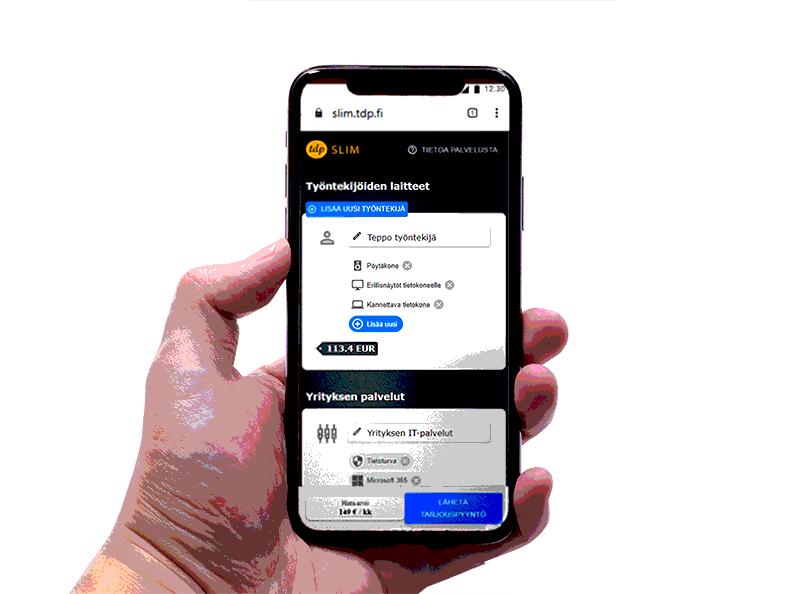 12:30
slim.tdp.fi
1
tdp SLIM
TIETOA PALVELUSTA
Työntekijöiden laitteet
LISÄÄ UUSI TYÖNTEKIJÄ
Teppo työntekijä
Pöytäkone
Erillisnäytöt tietokoneelle
Kannettava tietokone
Lisää uusi
113.4 EUR
Yrityksen palvelut
Yrityksen IT-palvelut
Tietoturva
Microsoft 365
Hinta-arvio
149 € / kk
LÄHETÄ
TARJOUSPYYNTÖ